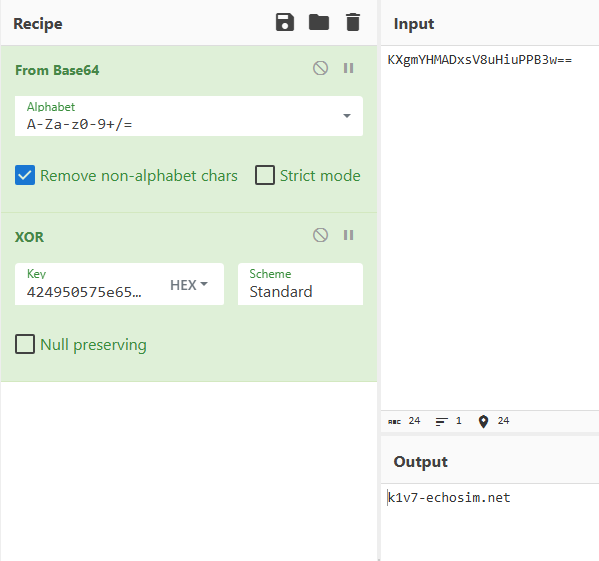 Recipe
From Base64
Alphabet
A-Za-z0-9+/=
Remove non-alphabet chars
Strict mode
XOR
Key
424950575e65…
HEX
Scheme
Standard
Null preserving
Input
KXgmYHMADxsV8uHiuPPB3w==
ABC 24 1 24
Output
k1v7-echosim.net